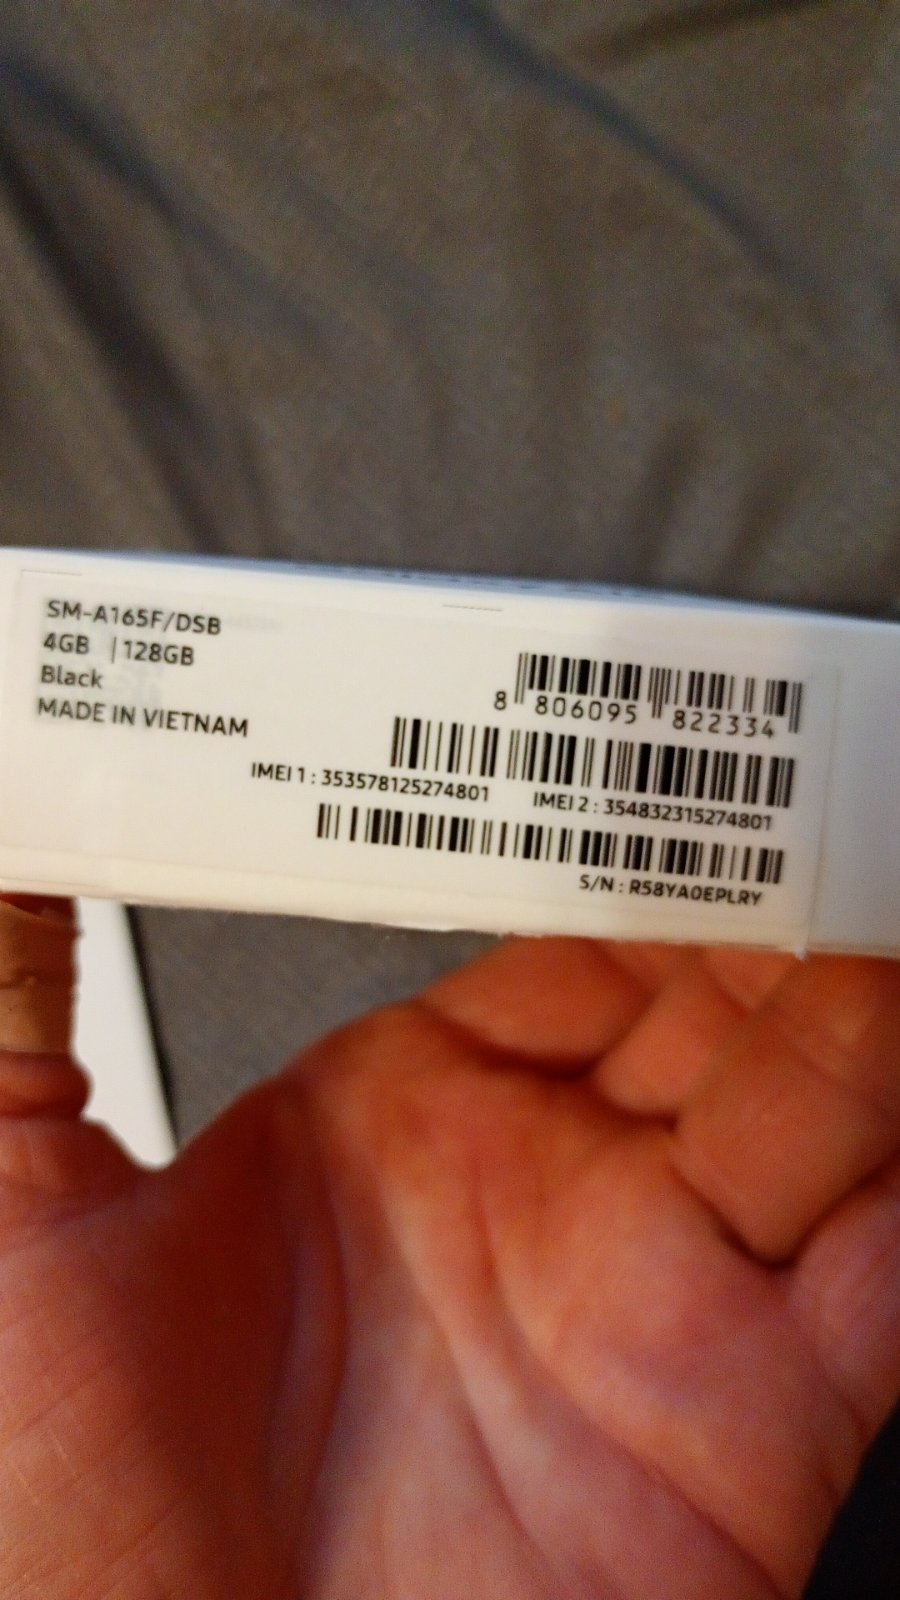 SM-A165F/DSB
4GB | 128GB
Black
MADE IN VIETNAM
8 806095 822334
IMEI 1 : 353578125274801 IMEI 2 : 354832315274801
S/N : R58YA0EPLRY